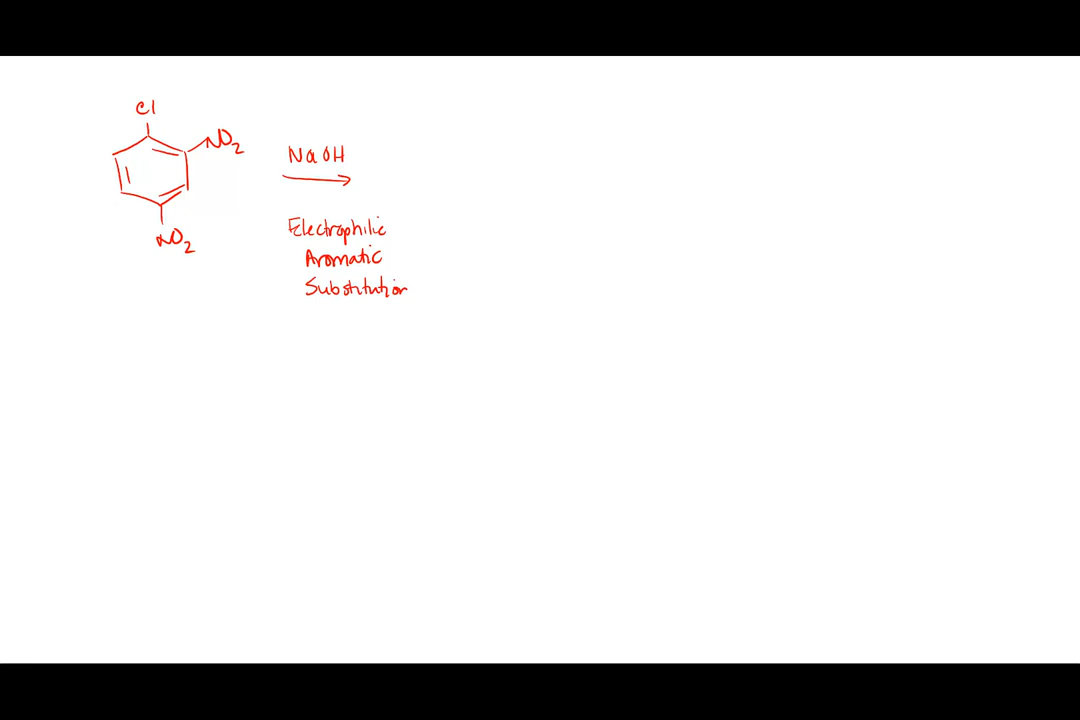 Cl
NO2
NaOH
NO2
Electrophilic
Aromatic
Substitution